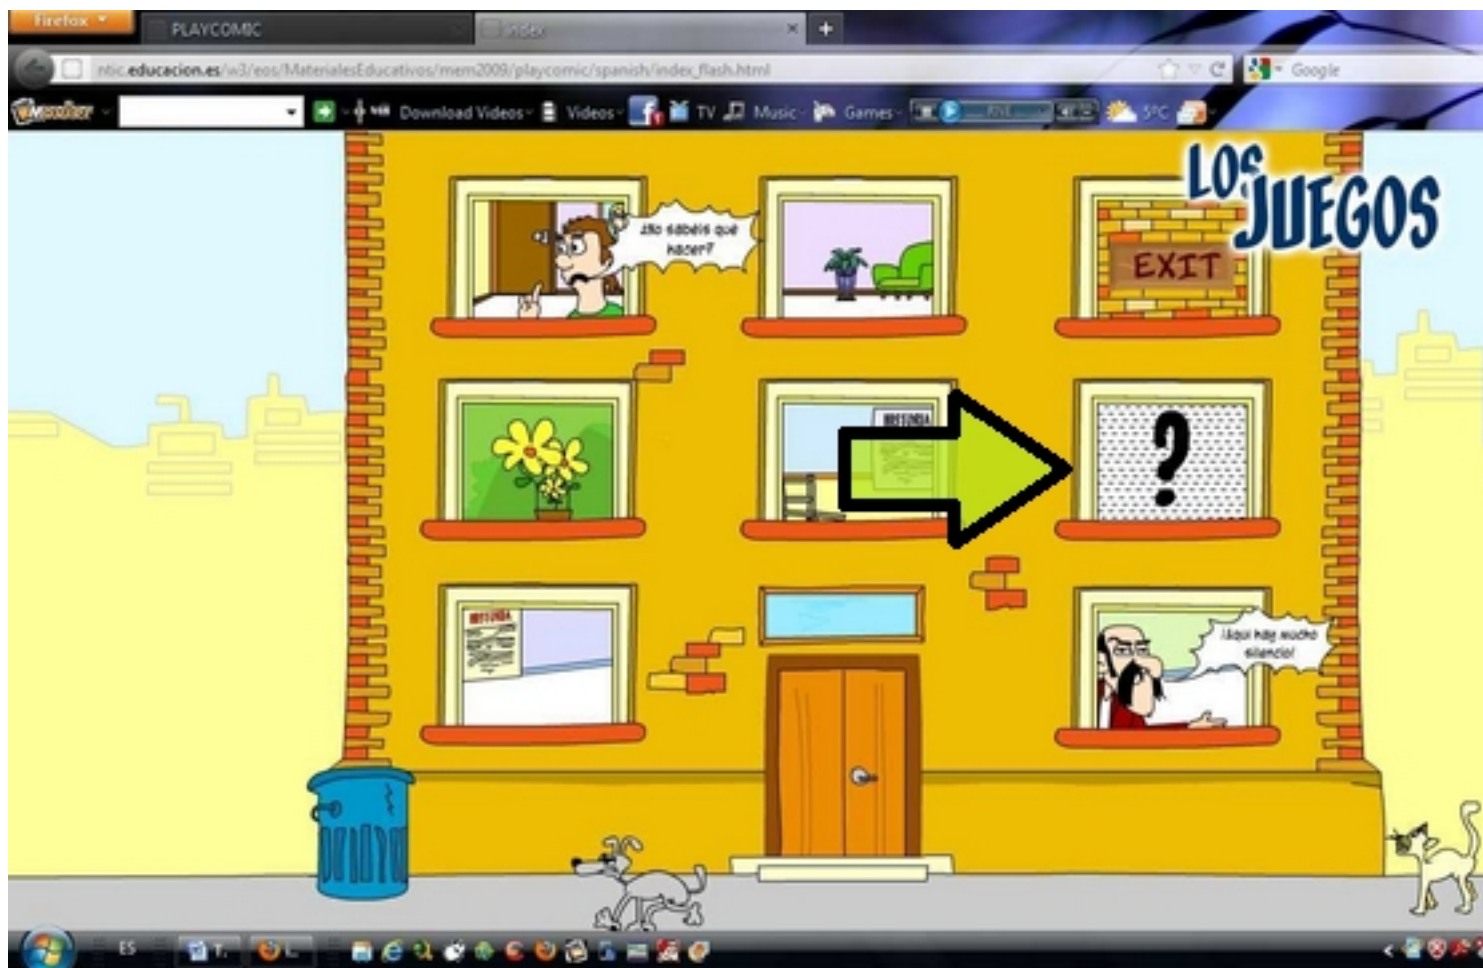 Firefox
PLAYCOMIC
index
ntic.educacion.es/w3/eos/MaterialesEducativos/mem2009/playcomic/spanish/index_flash.html
Google
Download Videos
Videos
TV
Music
Games
5°C
LOS
JUEGOS
¿No sabéis que
hacer?
EXIT
?
¡Aquí hay mucho
silencio!
ES
T.
L.